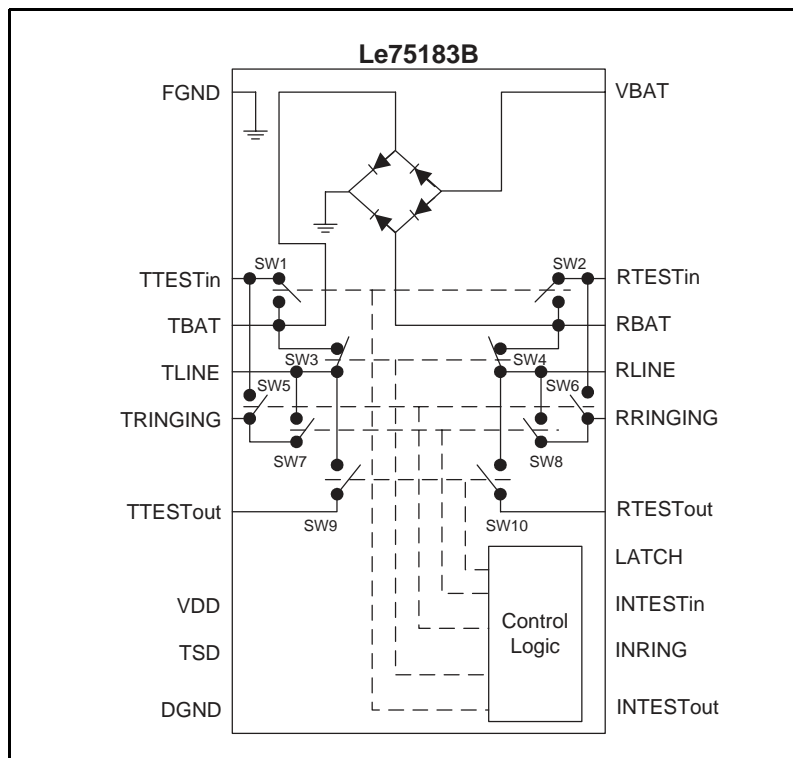 Le75183B
FGND
VBAT
SW1
SW2
TTESTin
RTESTin
TBAT
RBAT
SW3
SW4
TLINE
RLINE
SW5
SW6
TRINGING
RRINGING
SW7
SW8
TTESTout
RTESTout
SW9
SW10
LATCH
VDD
INTESTin
Control
Logic
TSD
INRING
DGND
INTESTout